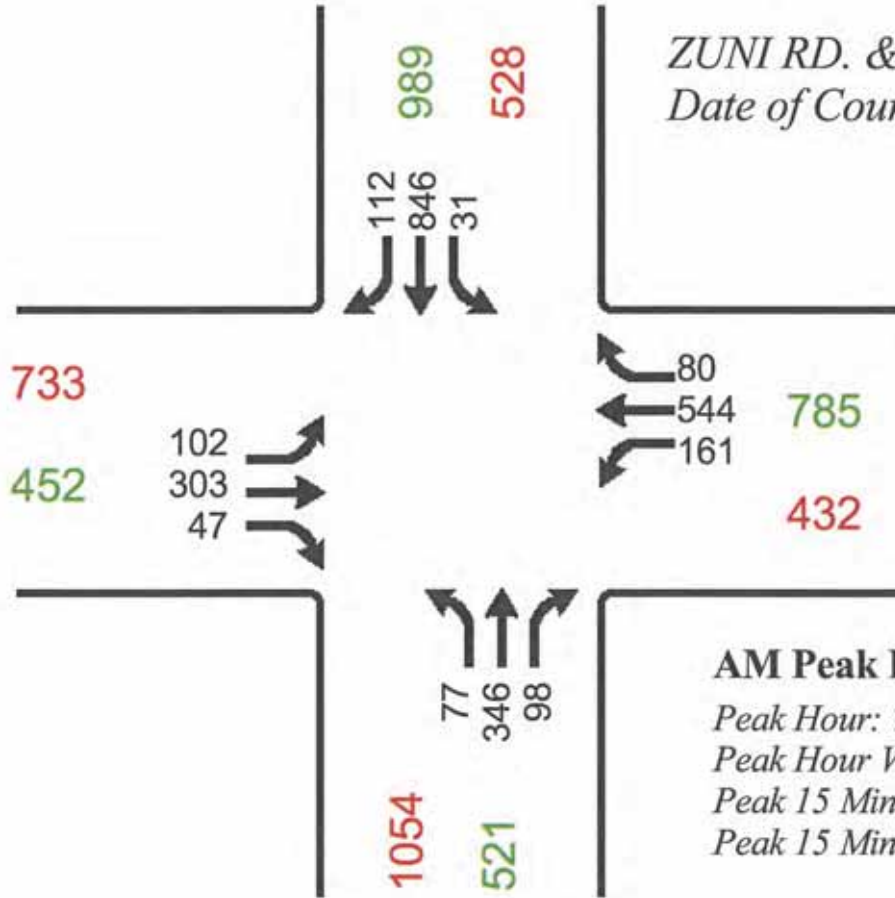 ZUNI RD. &
Date of Coun
989
528
112
846
31
733
452
102
303
47
80
544
161
785
432
77
346
98
1054
521
AM Peak
Peak Hour:
Peak Hour
Peak 15 Min
Peak 15 Min